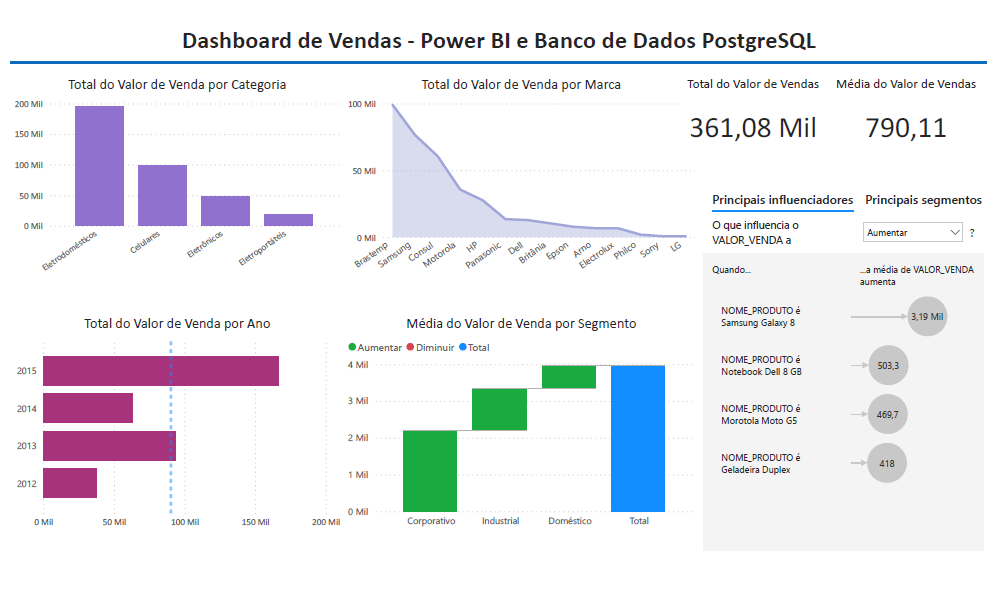 Dashboard de Vendas - Power BI e Banco de Dados PostgreSQL
Total do Valor de Venda por Categoria
200 Mil
150 Mil
100 Mil
50 Mil
0 Mil
Eletrodomésticos
Celulares
Eletrônicos
Eletroportáteis
Total do Valor de Venda por Marca
100 Mil
50 Mil
0 Mil
Brastemp
Samsung
Consul
Motorola
HP
Panasonic
Dell
Britânia
Epson
Arno
Electrolux
Philco
Sony
LG
Total do Valor de Vendas
361,08 Mil
Média do Valor de Vendas
790,11
Principais influenciadores
Principais segmentos
O que influencia o
VALOR_VENDA a
Aumentar
?
Quando...
...a média de VALOR_VENDA
aumenta
NOME_PRODUTO é
Samsung Galaxy 8
3,19 Mil
NOME_PRODUTO é
Notebook Dell 8 GB
503,3
NOME_PRODUTO é
Morotola Moto G5
469,7
NOME_PRODUTO é
Geladeira Duplex
418
Total do Valor de Venda por Ano
2015
2014
2013
2012
0 Mil
50 Mil
100 Mil
150 Mil
200 Mil
Média do Valor de Venda por Segmento
Aumentar
Diminuir
Total
4 Mil
3 Mil
2 Mil
1 Mil
0 Mil
Corporativo
Industrial
Doméstico
Total